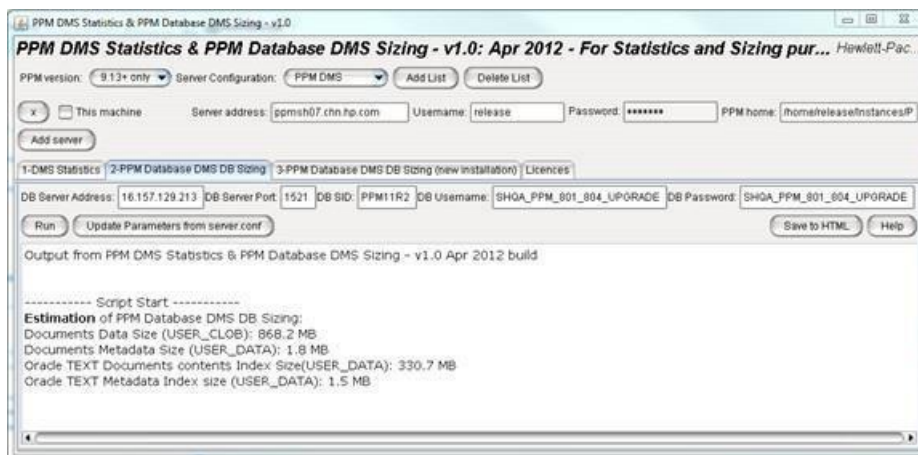 PPM DMS Statistics & PPM Database DMS Sizing - v1.0
PPM DMS Statistics & PPM Database DMS Sizing - v1.0: Apr 2012 - For Statistics and Sizing pur... Hewlett-Pac...
PPM version: 9.13+ only Server Configuration: PPM DMS Add List Delete List
x This machine Server address: ppmsh07.chn.hp.com Username: release Password: ******* PPM home: /home/release/Instances/P
Add server
1-DMS Statistics 2-PPM Database DMS DB Sizing 3-PPM Database DMS DB Sizing (new installation) Licences
DB Server Address: 16.157.129.213 DB Server Port: 1521 DB SID: PPM11R2 DB Username: SHQA_PPM_801_804_UPGRADE DB Password: SHQA_PPM_801_804_UPGRADE
Run Update Parameters from server.conf Save to HTML Help
Output from PPM DMS Statistics & PPM Database DMS Sizing - v1.0 Apr 2012 build
----------- Script Start -----------
Estimation of PPM Database DMS DB Sizing:
Documents Data Size (USER_CLOB): 868.2 MB
Documents Metadata Size (USER_DATA): 1.8 MB
Oracle TEXT Documents contents Index Size(USER_DATA): 330.7 MB
Oracle TEXT Metadata Index size (USER_DATA): 1.5 MB